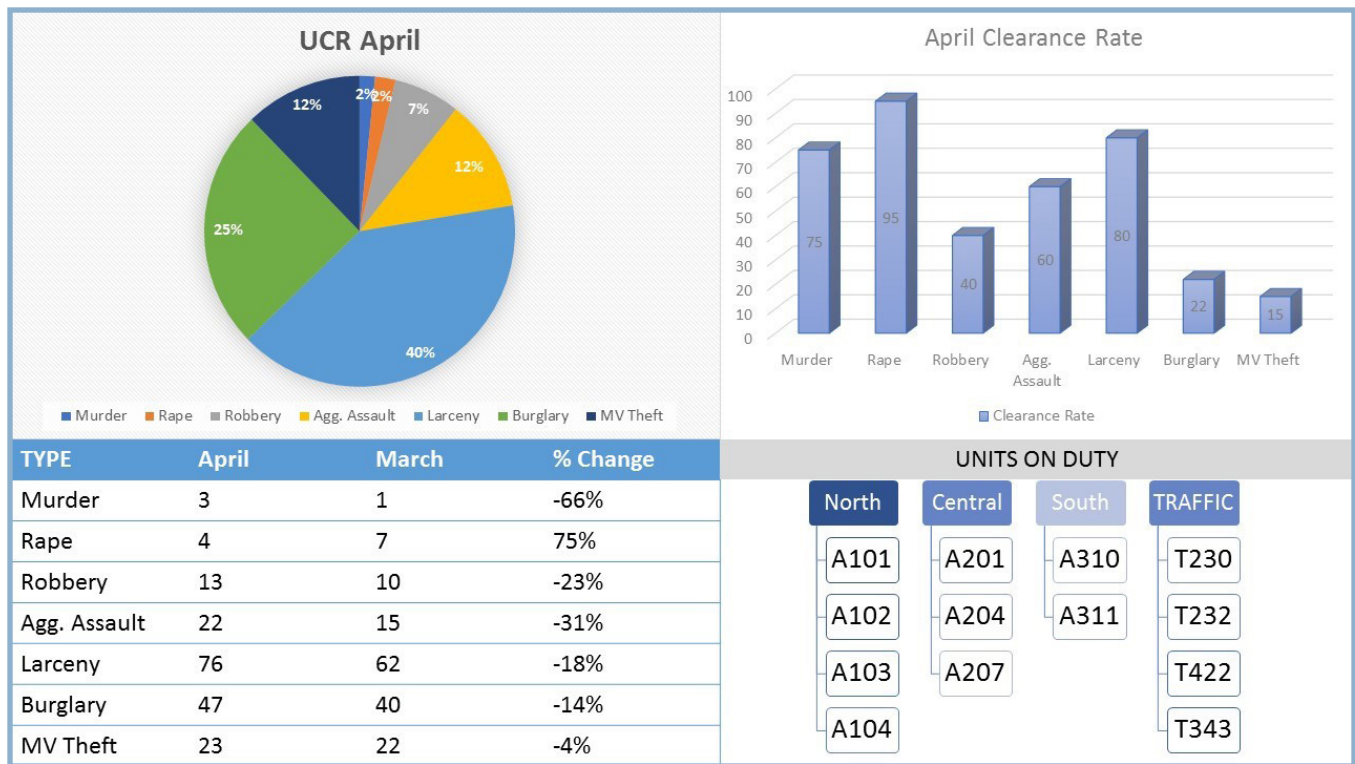 UCR April
2%
2%
7%
12%
40%
25%
12%
Murder Rape Robbery Agg. Assault Larceny Burglary MV Theft
April Clearance Rate
100
90
80
70
60
50
40
30
20
10
0
75
95
40
60
80
22
15
Murder Rape Robbery Agg. Larceny Burglary MV Theft
Assault
Clearance Rate
TYPE April March % Change
Murder 3 1 -66%
Rape 4 7 75%
Robbery 13 10 -23%
Agg. Assault 22 15 -31%
Larceny 76 62 -18%
Burglary 47 40 -14%
MV Theft 23 22 -4%
UNITS ON DUTY
North Central South TRAFFIC
A101 A201 A310 T230
A102 A204 A311 T232
A103 A207 T422
A104 T343